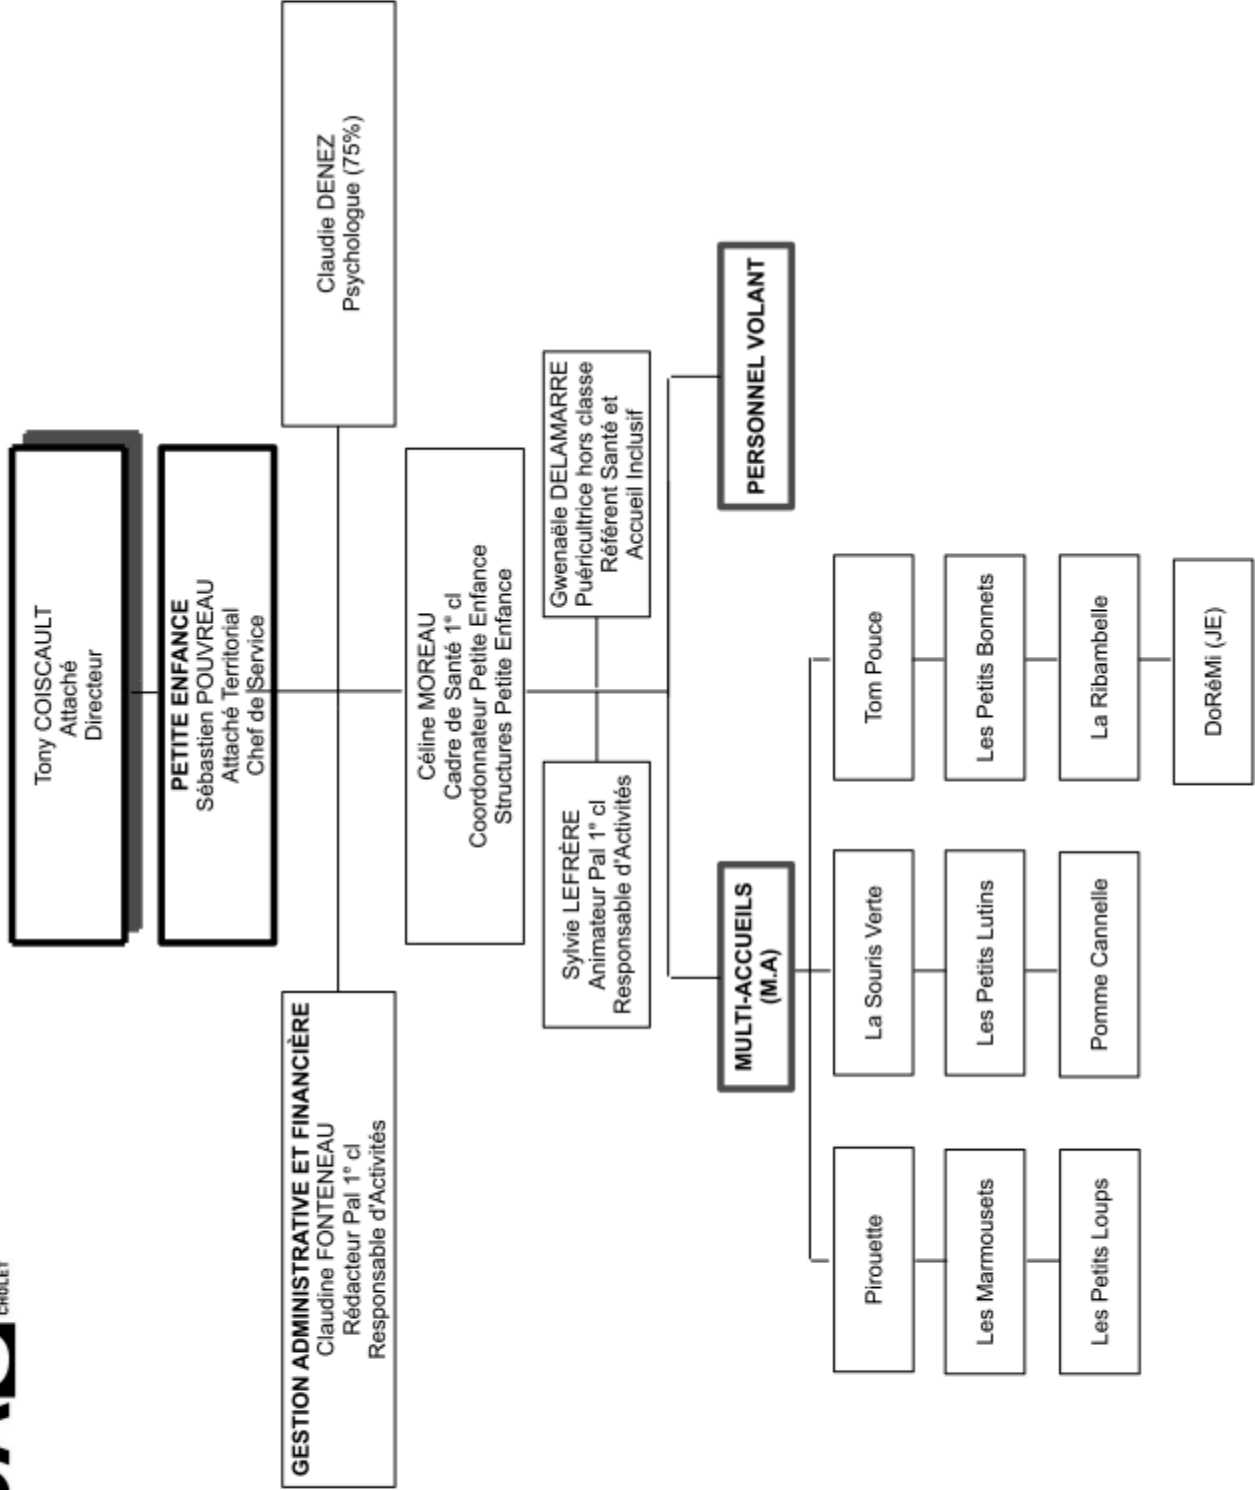 CHOLET
Tony COISCAULT
Attaché
Directeur
PETITE ENFANCE
Sébastien POUVREAU
Attaché Territorial
Chef de Service
GESTION ADMINISTRATIVE ET FINANCIÈRE
Claudine FONTENEAU
Rédacteur Pal 1° cl
Responsable d'Activités
Claudie DENEZ
Psychologue (75%)
Céline MOREAU
Cadre de Santé 1° cl
Coordonnateur Petite Enfance
Structures Petite Enfance
Sylvie LEFRÈRE
Animateur Pal 1° cl
Responsable d'Activités
Gwenaële DELAMARRE
Puéricultrice hors classe
Référent Santé et
Accueil Inclusif
MULTI-ACCUEILS
(M.A)
PERSONNEL VOLANT
Pirouette
La Souris Verte
Tom Pouce
Les Marmousets
Les Petits Lutins
Les Petits Bonnets
Les Petits Loups
Pomme Cannelle
La Ribambelle
DoRéMi (JE)